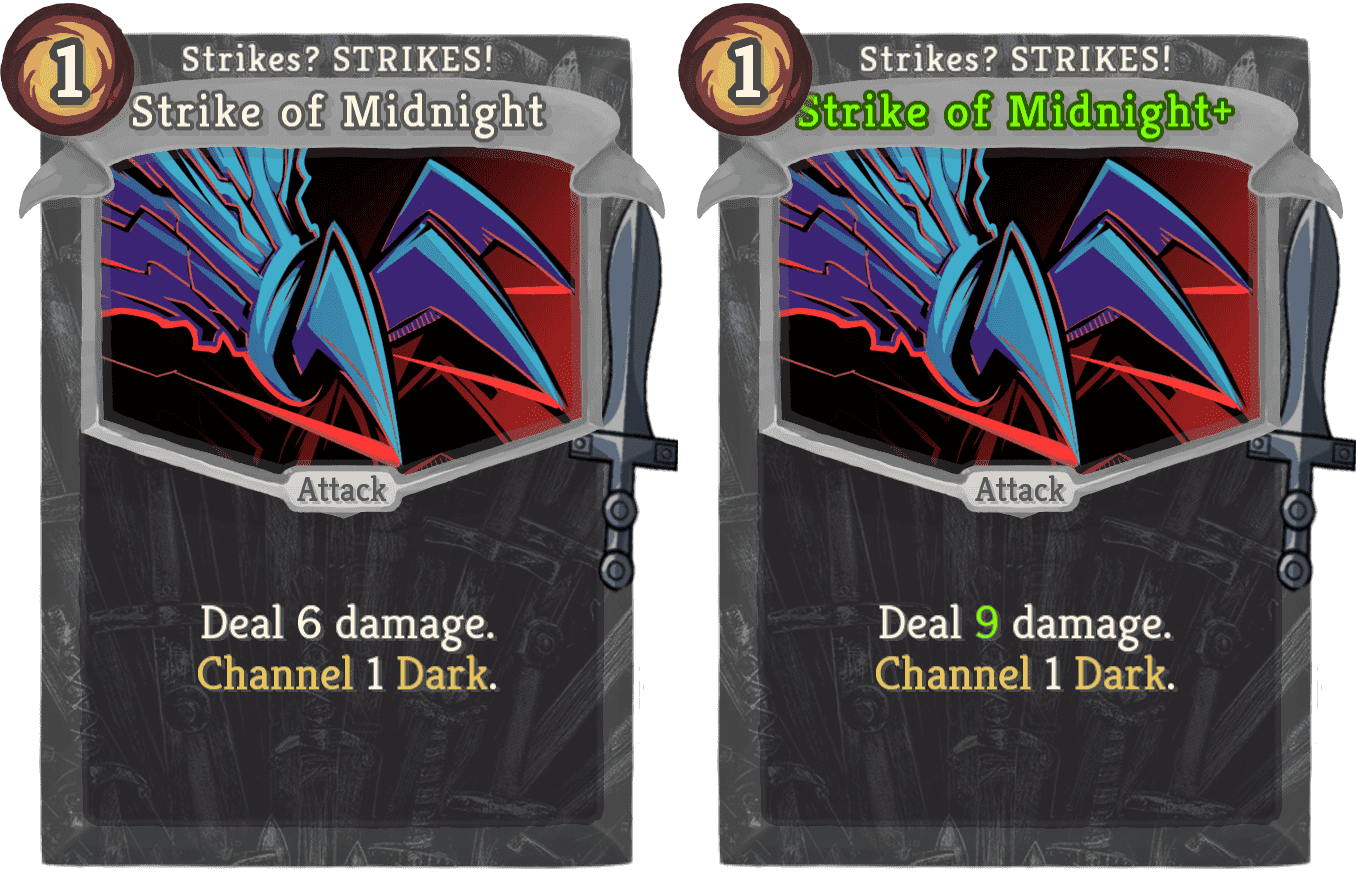 1
Strikes? STRIKES!
Strike of Midnight
Attack
Deal 6 damage.
Channel 1 Dark.
1
Strikes? STRIKES!
Strike of Midnight+
Attack
Deal 9 damage.
Channel 1 Dark.